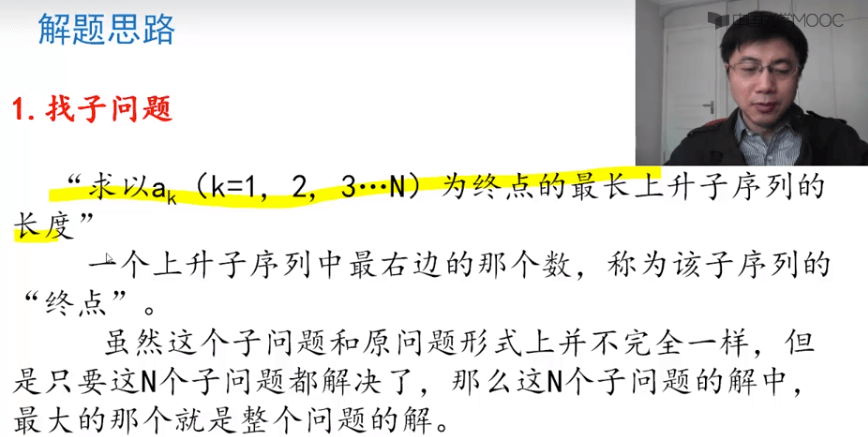 解题思路
中国大学MOOC
1.找子问题
“求以ak（k=1, 2, 3…N）为终点的最长上升子序列的
长度”
一个上升子序列中最右边的那个数，称为该子序列的
“终点”。
虽然这个子问题和原问题形式上并不完全一样，但
是只要这N个子问题都解决了，那么这N个子问题的解中，
最大的那个就是整个问题的解。